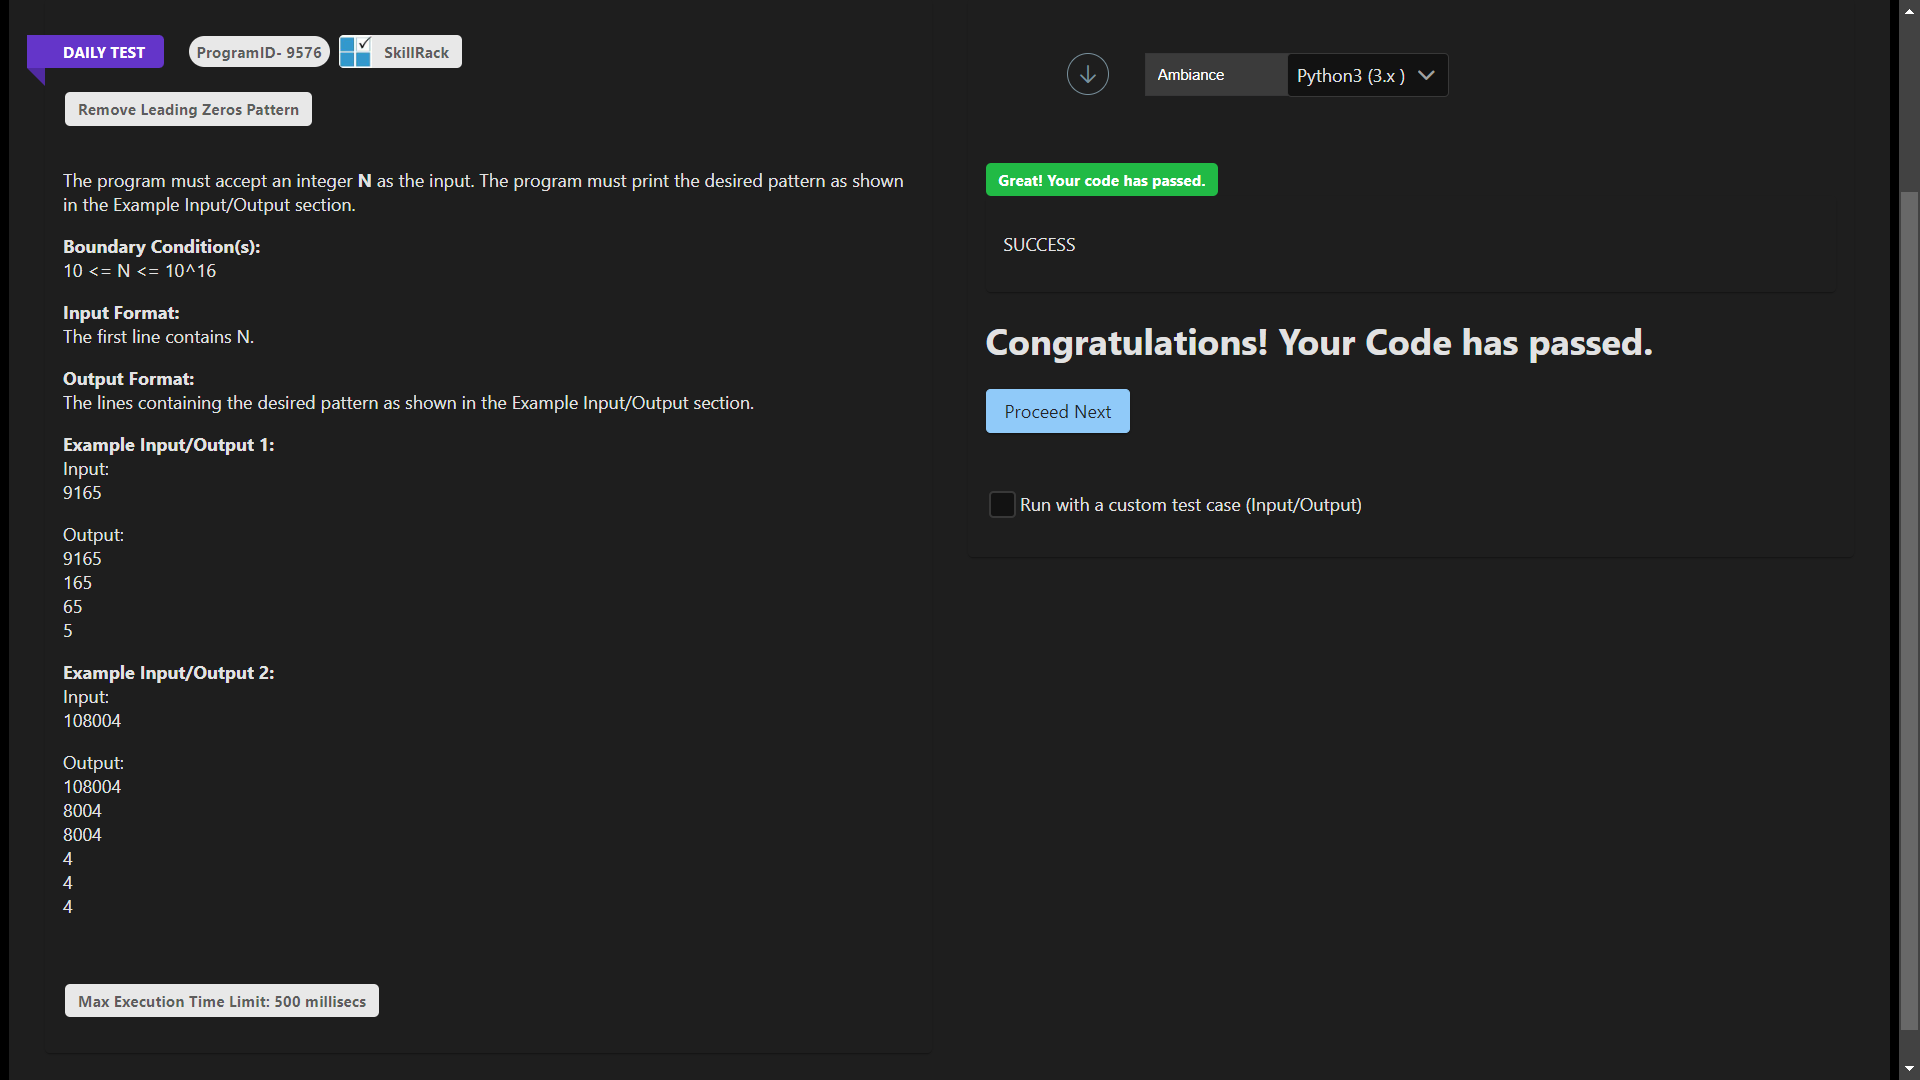 DAILY TEST
ProgramID- 9576
SkillRack
Remove Leading Zeros Pattern
The program must accept an integer N as the input. The program must print the desired pattern as shown
in the Example Input/Output section.
Boundary Condition(s):
10 <= N <= 10^16
Input Format:
The first line contains N.
Output Format:
The lines containing the desired pattern as shown in the Example Input/Output section.
Example Input/Output 1:
Input:
9165
Output:
9165
165
65
5
Example Input/Output 2:
Input:
108004
Output:
108004
8004
8004
4
4
4
Max Execution Time Limit: 500 millisecs
Ambiance
Python3 (3.x )
Great! Your code has passed.
SUCCESS
Congratulations! Your Code has passed.
Proceed Next
Run with a custom test case (Input/Output)